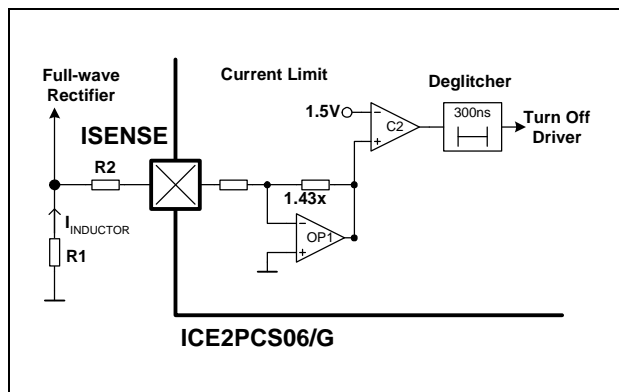 Full-wave
Rectifier
Current Limit
Deglitcher
300ns
1.5V
C2
Turn Off
Driver
ISENSE
R2
1.43x
I INDUCTOR
OP1
R1
ICE2PCS06/G